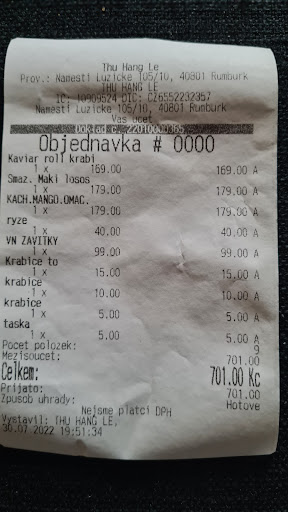 Thu Hang Le
Prov.: Namesti Luzicke 105/10, 40801 Rumburk
THU HANG LE
IC: 10909524 DIC: CZ6552232357
Namesti Luzicke 105/10, 40801 Rumburk
Vas ucet
Objednavka # 0000
Kaviar roll krabi
1 x 169.00 169.00 A
Smaz. Maki losos
1 x 179.00 179.00 A
KACH.MANGO.OMAC.
1 x 179.00 179.00 A
ryze
1 x 40.00 40.00 A
VN ZAVITKY
1 x 99.00 99.00 A
Krabice to
1 x 15.00 15.00 A
krabice
1 x 10.00 10.00 A
krabice
1 x 5.00 5.00 A
taska
1 x 5.00 5.00 A
Pocet polozek: 9
Mezisoucet: 701.00
Celkem: 701.00 Kc
Prijato: 701.00
Zpusob uhrady: Hotove
Nejsme platci DPH
Vystavil: THU HANG LE,
30.07.2022 19:51:34